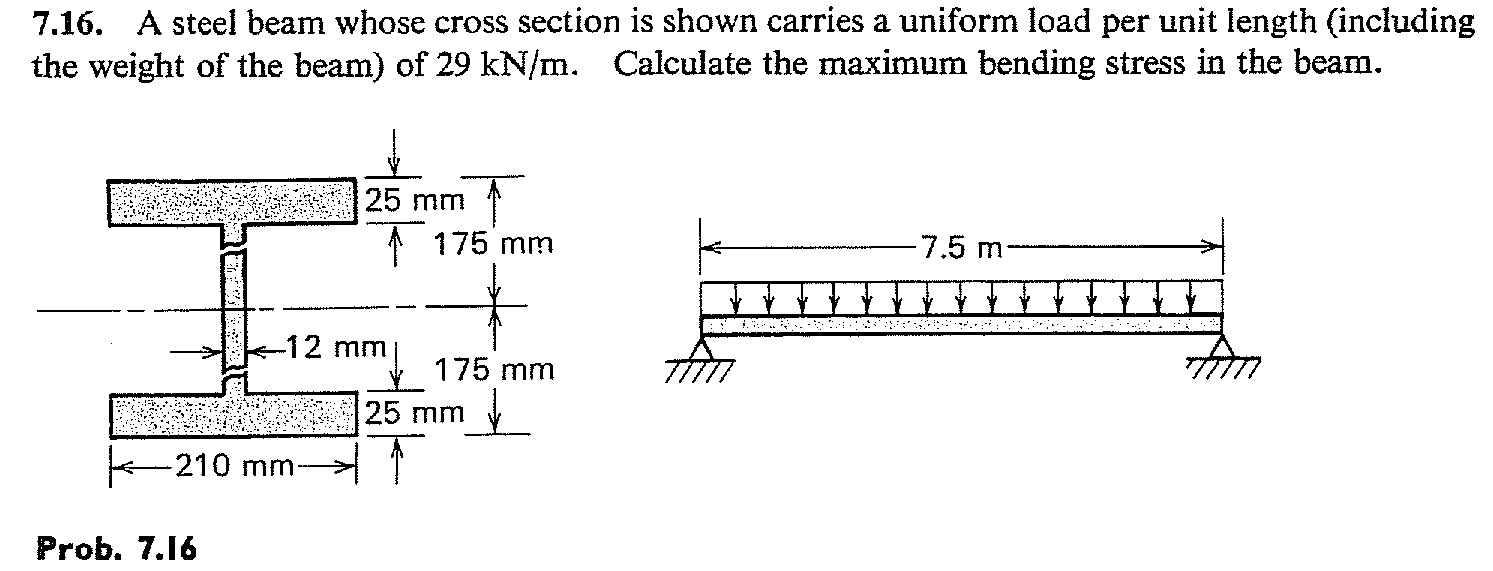 7.16. A steel beam whose cross section is shown carries a uniform load per unit length (including
the weight of the beam) of 29 kN/m. Calculate the maximum bending stress in the beam.
25 mm
175 mm
7.5 m
12 mm
175 mm
25 mm
210 mm
Prob. 7.16